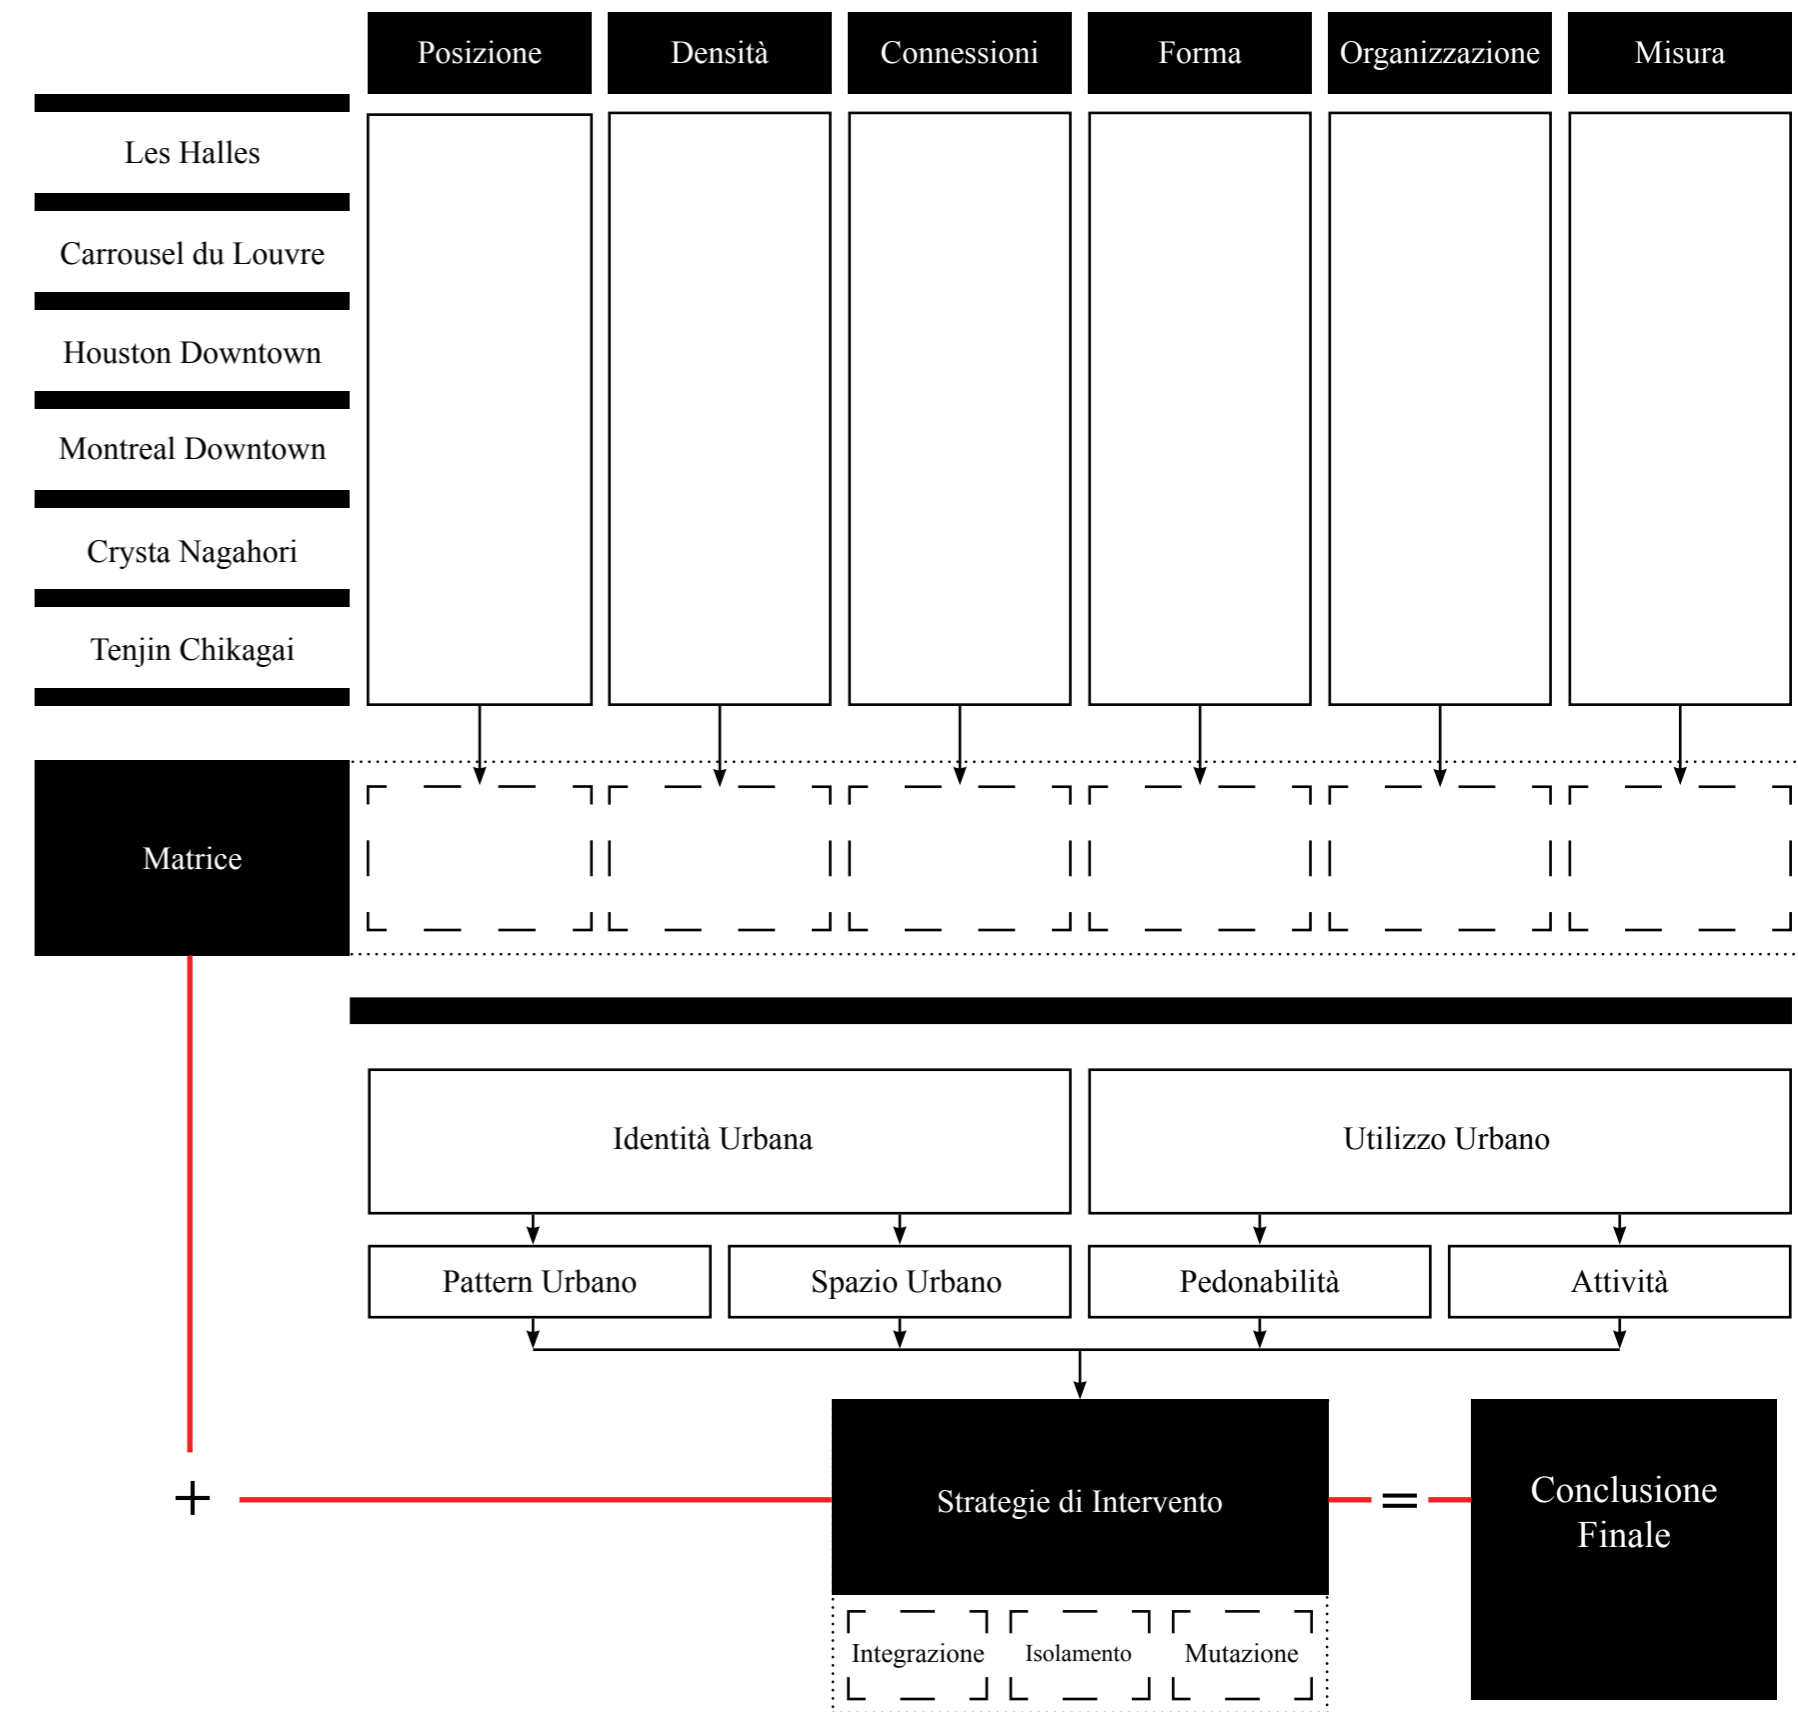 Posizione
Densità
Connessioni
Forma
Organizzazione
Misura
Les Halles
Carrousel du Louvre
Houston Downtown
Montreal Downtown
Crysta Nagahori
Tenjin Chikagai
Matrice
Identità Urbana
Utilizzo Urbano
Pattern Urbano
Spazio Urbano
Pedonabilità
Attività
+
Strategie di Intervento
=
Conclusione
Finale
Integrazione
Isolamento
Mutazione